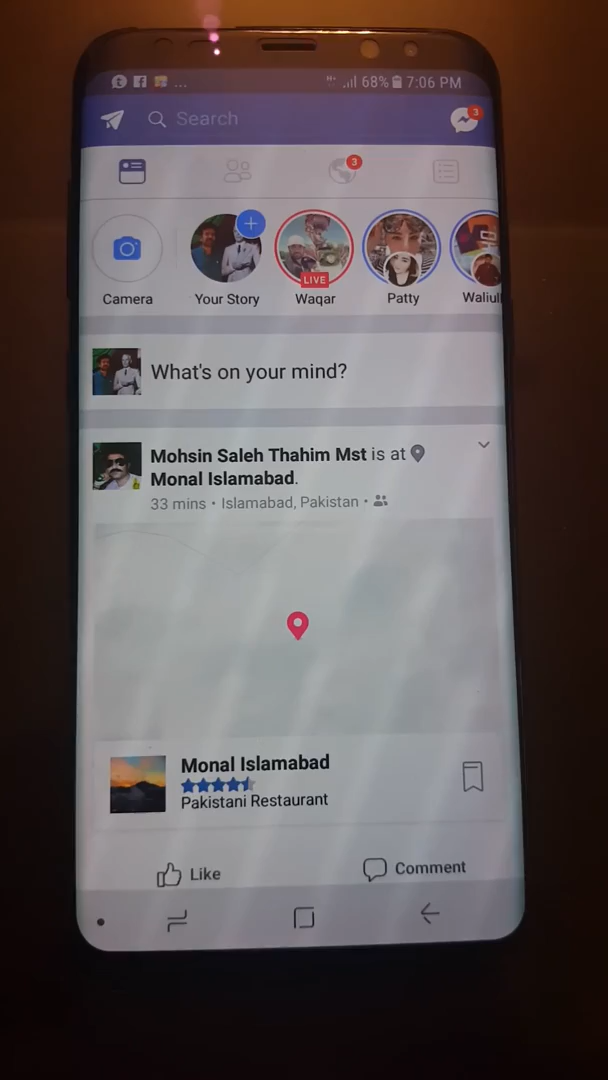 68% 7:06 PM
Search
3
3
Camera
Your Story
LIVE
Waqar
Patty
Waliull
What's on your mind?
Mohsin Saleh Thahim Mst is at
Monal Islamabad.
33 mins • Islamabad, Pakistan •
Monal Islamabad
Pakistani Restaurant
Like
Comment